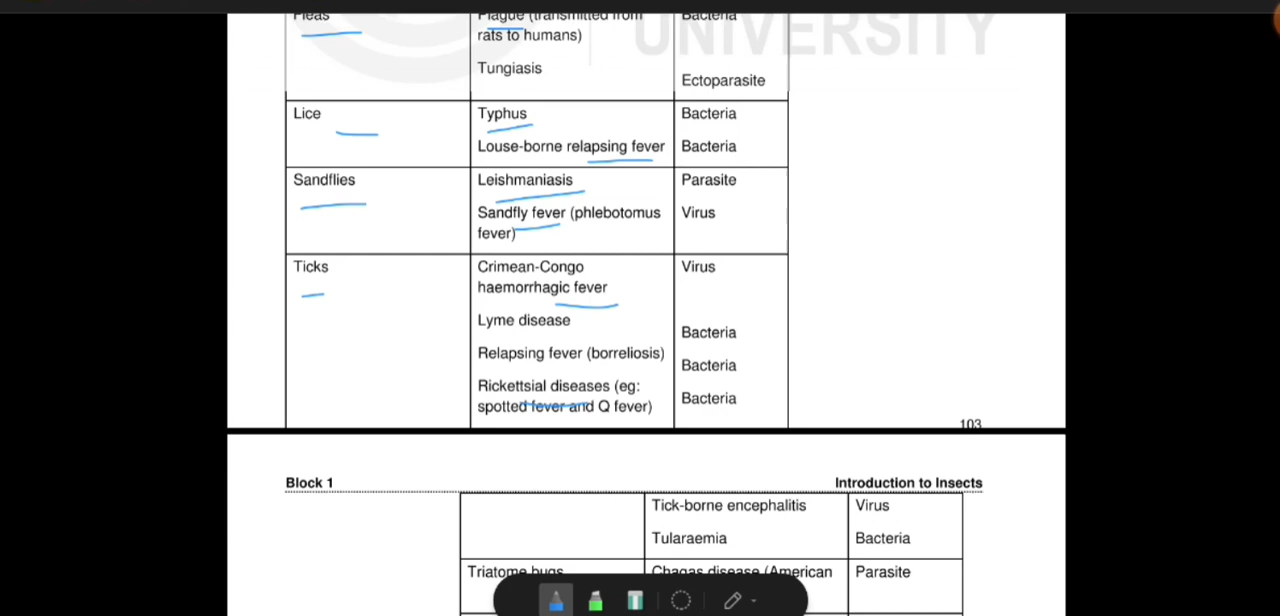 UNIVERSITY
Fleas
Plague (transmitted from
Bacteria
rats to humans)
Tungiasis
Ectoparasite
Lice
Typhus
Bacteria
Louse-borne relapsing fever
Bacteria
Sandflies
Leishmaniasis
Parasite
Sandfly fever (phlebotomus
Virus
fever)
Ticks
Crimean-Congo
Virus
haemorrhagic fever
Lyme disease
Bacteria
Relapsing fever (borreliosis)
Bacteria
Rickettsial diseases (eg:
Bacteria
spotted fever and Q fever)
103
Block 1
Introduction to Insects
Tick-borne encephalitis
Virus
Tularaemia
Bacteria
Triatome bugs
Chagas disease (American
Parasite